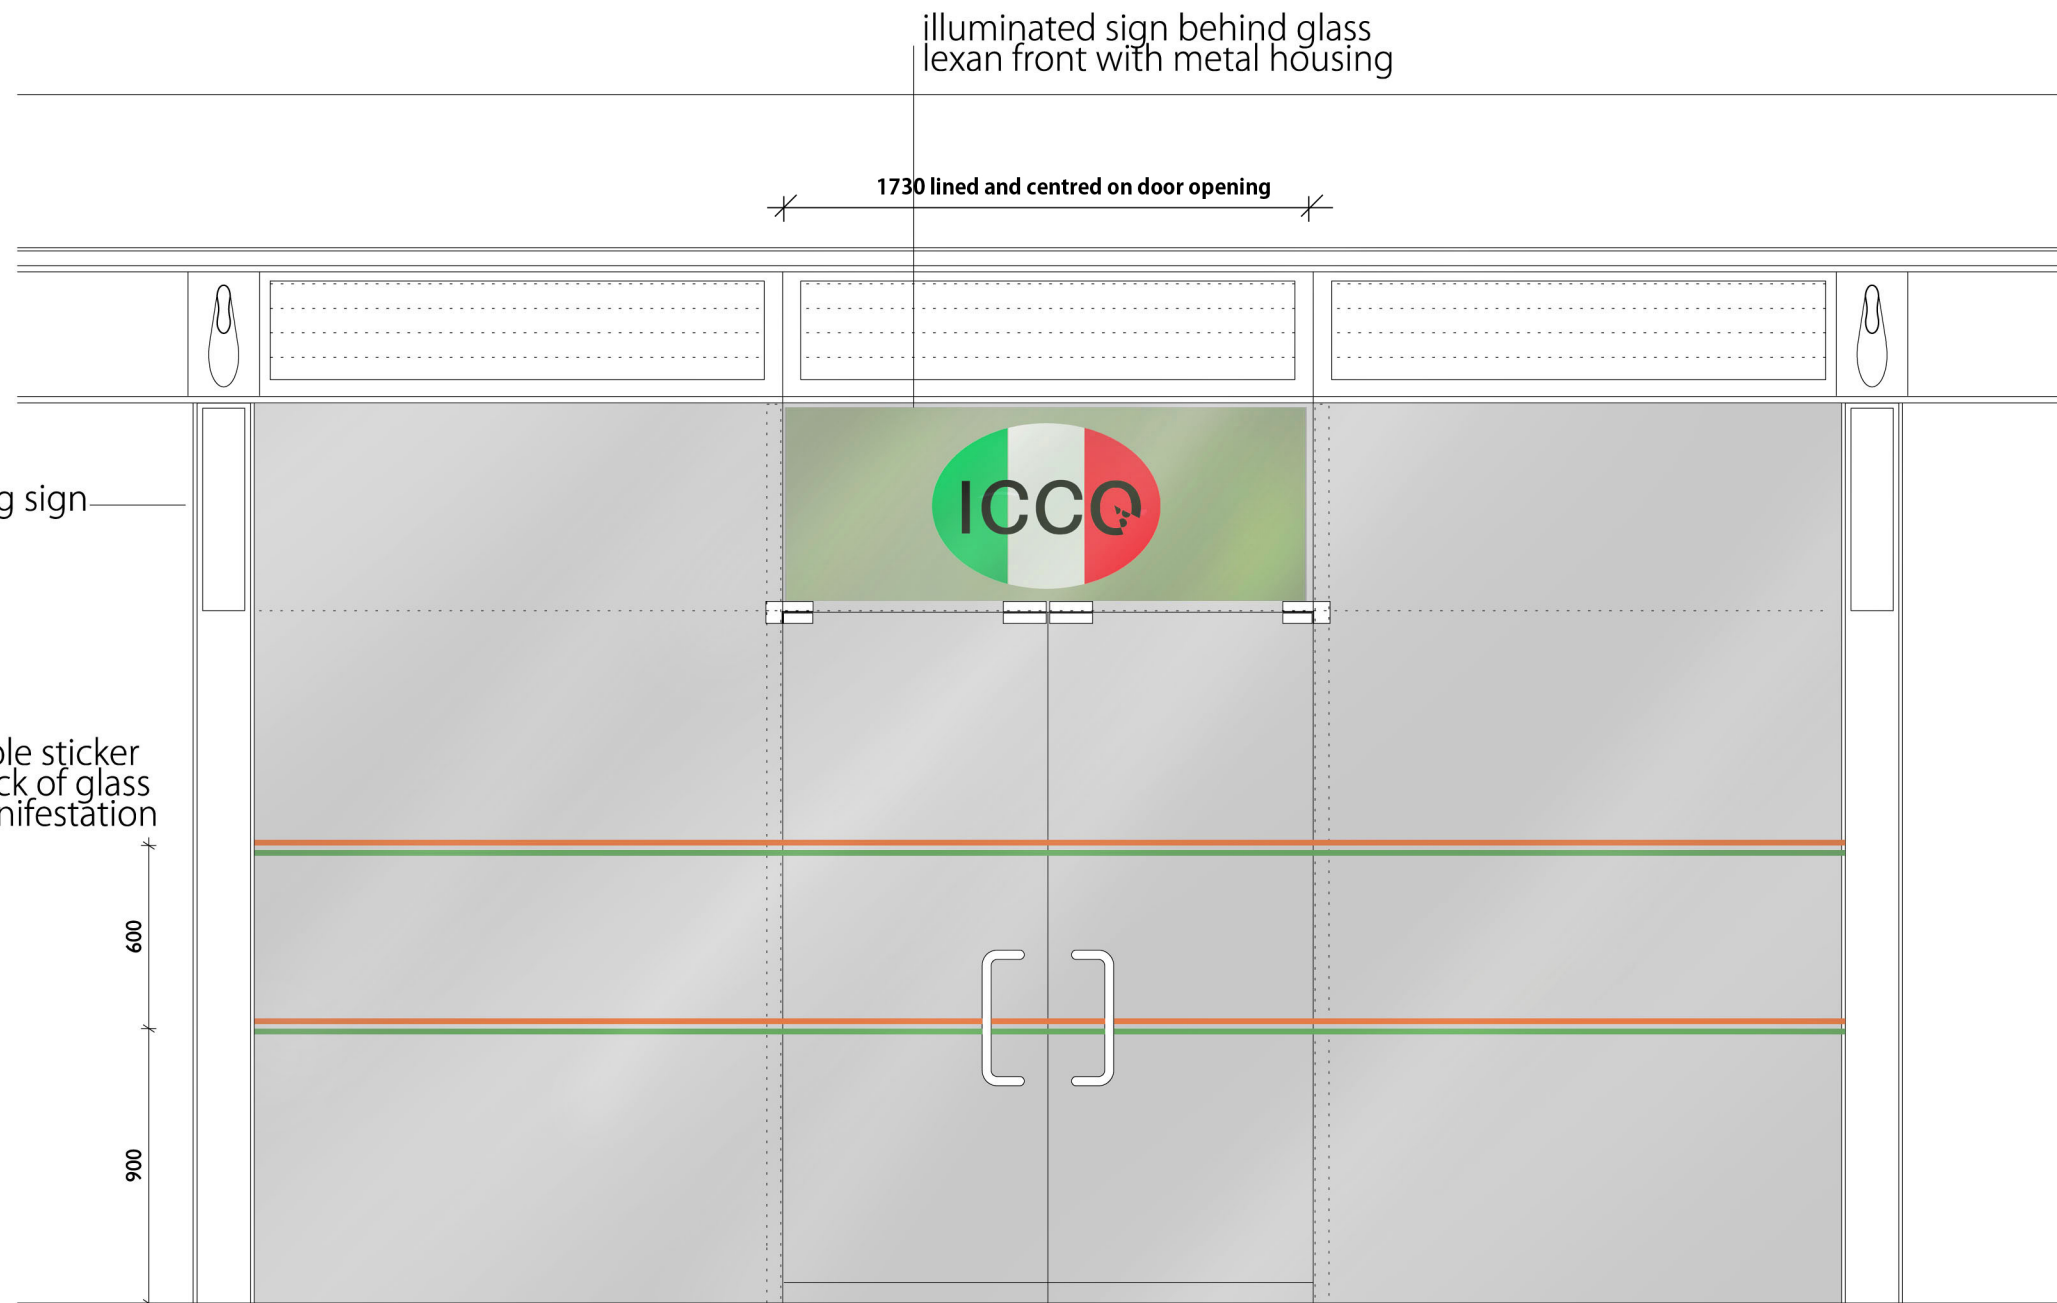 illuminated sign behind glass
lexan front with metal housing
1730 lined and centred on door opening
ICCO
g sign
ole sticker
ck of glass
nifestation
600
900